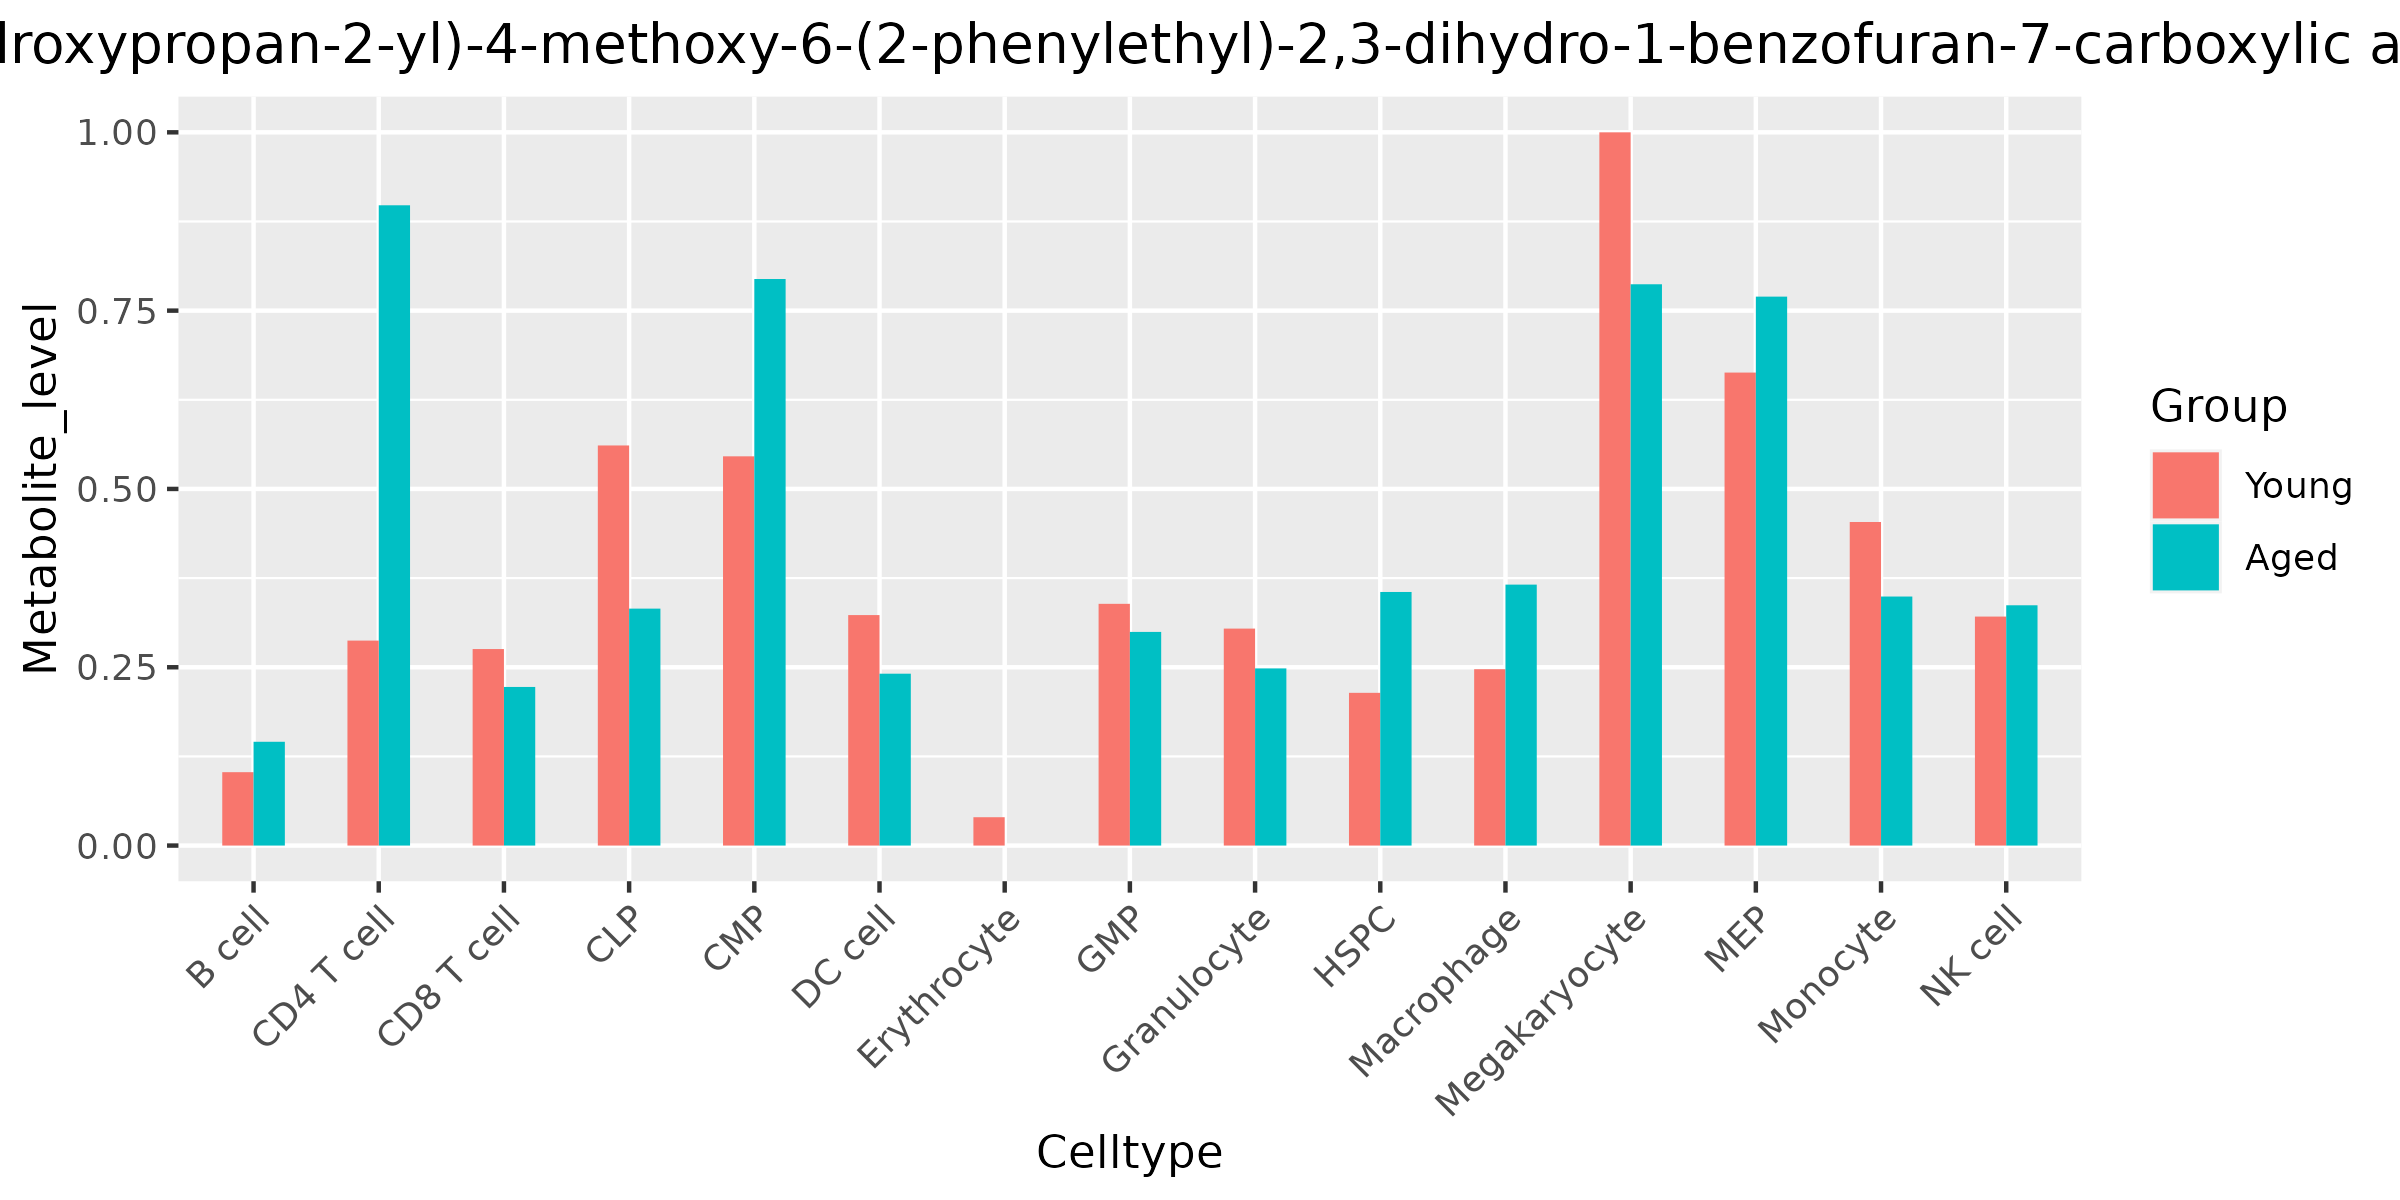 droxypropan-2-yl)-4-methoxy-6-(2-phenylethyl)-2,3-dihydro-1-benzofuran-7-carboxylic a
Metabolite_level
1.00
0.75
0.50
0.25
0.00
B cell
CD4 T cell
CD8 T cell
CLP
CMP
DC cell
Erythrocyte
GMP
Granulocyte
HSPC
Macrophage
Megakaryocyte
MEP
Monocyte
NK cell
Celltype
Group
Young
Aged